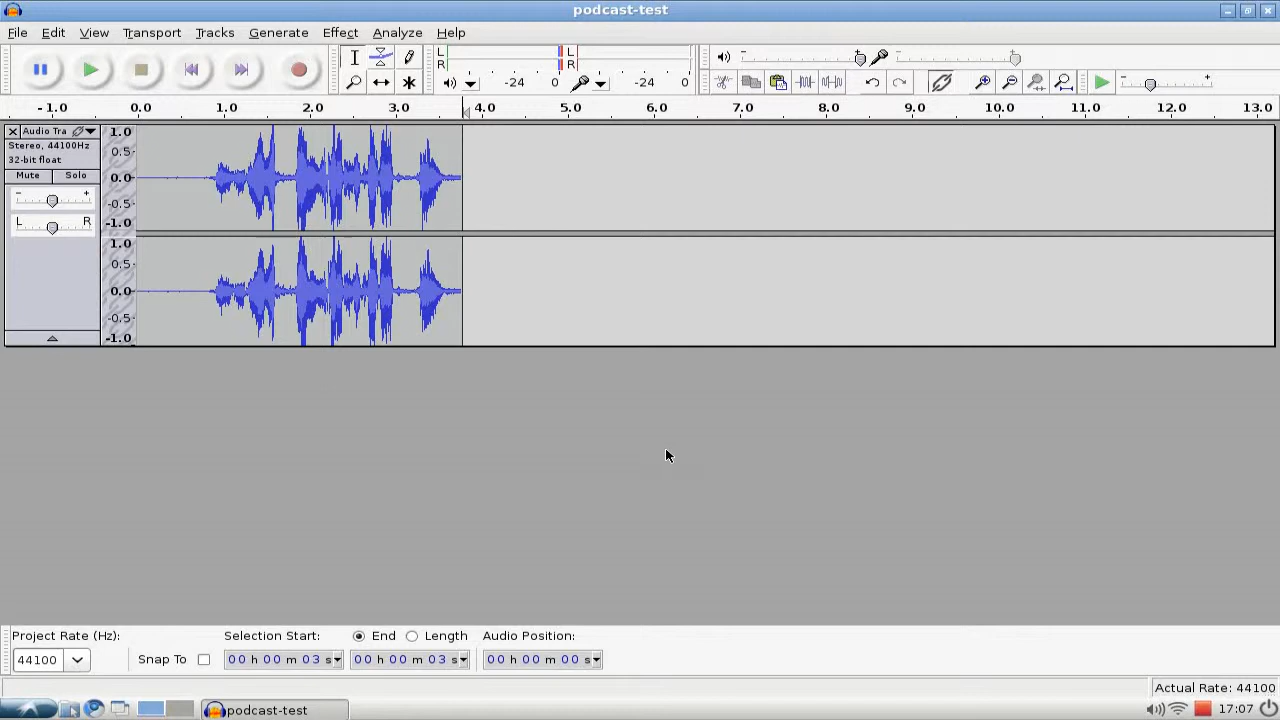 podcast-test
File Edit View Transport Tracks Generate Effect Analyze Help
L R
L R
-24 0
-24 0
-1.0 0.0 1.0 2.0 3.0 4.0 5.0 6.0 7.0 8.0 9.0 10.0 11.0 12.0 13.0
Audio Tra
Stereo, 44100Hz
32-bit float
Mute Solo
- +
L R
1.0
0.5
0.0
-0.5
-1.0
1.0
0.5
0.0
-0.5
-1.0
Project Rate (Hz): Selection Start: End Length Audio Position:
44100 Snap To 00 h 00 m 03 s 00 h 00 m 03 s 00 h 00 m 00 s
Actual Rate: 44100
podcast-test 17:07